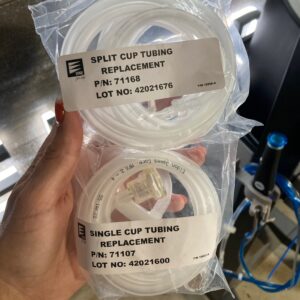 SPLIT CUP TUBING
REPLACEMENT
P/N: 71168
LOT NO: 42021676
SINGLE CUP TUBING
REPLACEMENT
P/N: 71107
LOT NO: 42021600